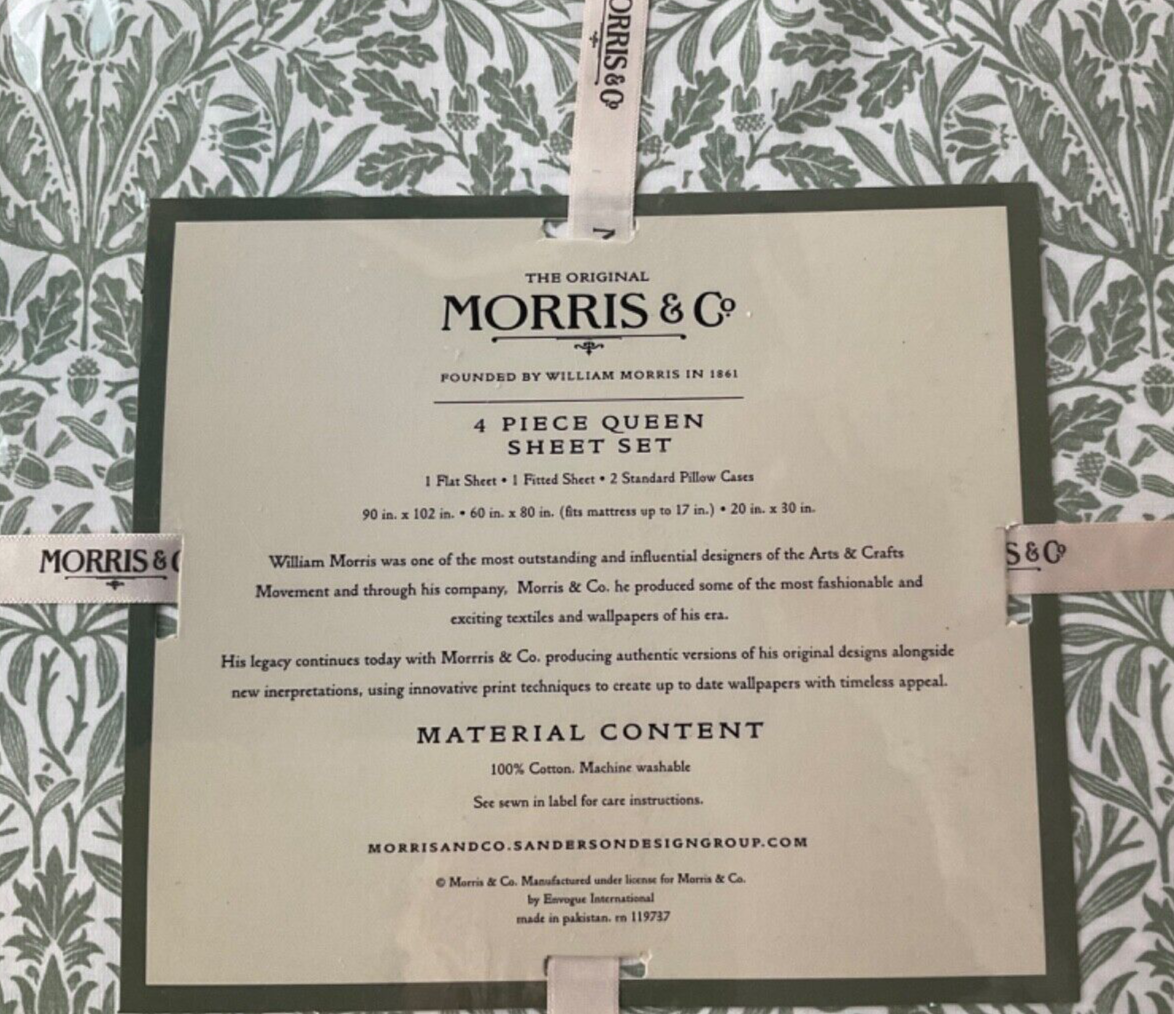 ORRIS & Cº
THE ORIGINAL
MORRIS & Cº
FOUNDED BY WILLIAM MORRIS IN 1861
4 PIECE QUEEN
SHEET SET
1 Flat Sheet • 1 Fitted Sheet • 2 Standard Pillow Cases
90 in. x 102 in. • 60 in. x 80 in. (fits mattress up to 17 in.) • 20 in. x 30 in.
MORRIS &
S & Cº
William Morris was one of the most outstanding and influential designers of the Arts & Crafts
Movement and through his company, Morris & Co. he produced some of the most fashionable and
exciting textiles and wallpapers of his era.
His legacy continues today with Morrris & Co. producing authentic versions of his original designs alongside
new inerpretations, using innovative print techniques to create up to date wallpapers with timeless appeal.
MATERIAL CONTENT
100% Cotton. Machine washable
See sewn in label for care instructions.
MORRISANDCO.SANDERSONDESIGNGROUP.COM
© Morris & Co. Manufactured under license for Morris & Co.
by Envogue International
made in pakistan. rn 119737